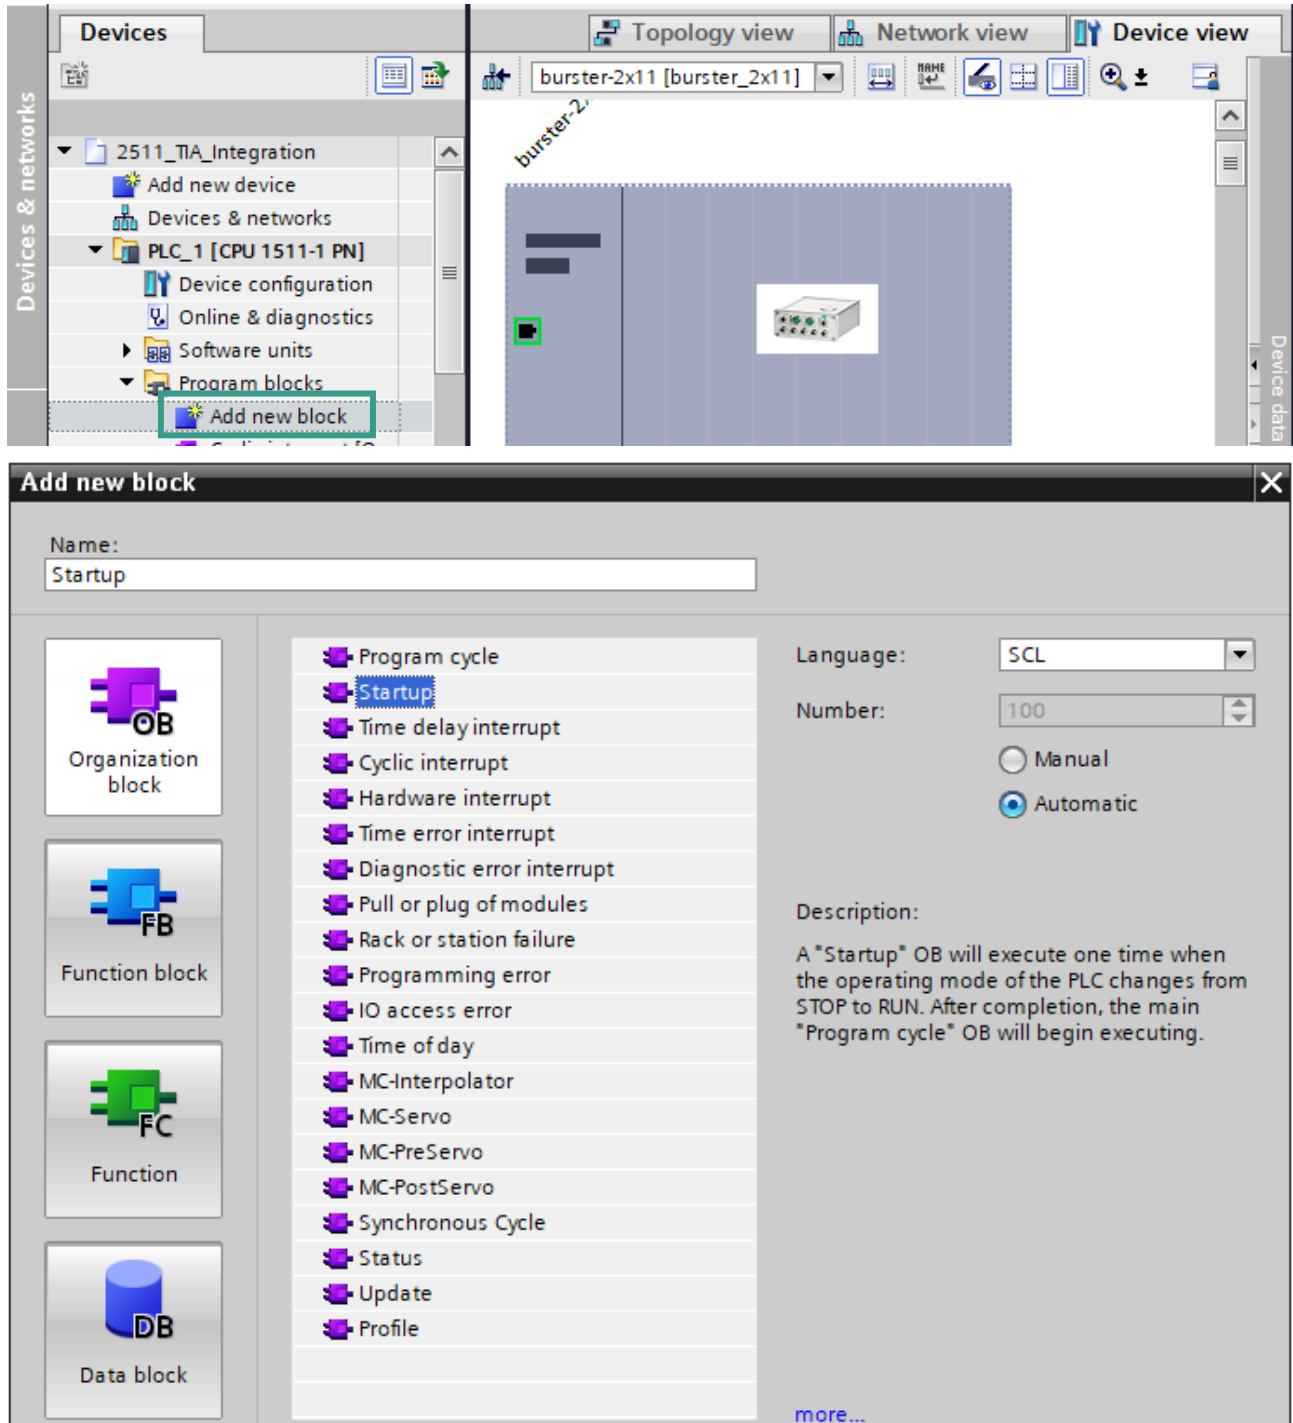 Devices
Topology view
Network view
Device view
burster-2x11 [burster_2x11]
Devices & networks
2511_TIA_Integration
Add new device
Devices & networks
PLC_1 [CPU 1511-1 PN]
Device configuration
Online & diagnostics
Software units
Program blocks
Add new block
NAME
Device data
Add new block
Name:
Startup
OB
Organization
block
FB
Function block
FC
Function
DB
Data block
Program cycle
Startup
Time delay interrupt
Cyclic interrupt
Hardware interrupt
Time error interrupt
Diagnostic error interrupt
Pull or plug of modules
Rack or station failure
Programming error
IO access error
Time of day
MC-Interpolator
MC-Servo
MC-PreServo
MC-PostServo
Synchronous Cycle
Status
Update
Profile
Language:
SCL
Number:
100
Manual
Automatic
Description:
A "Startup" OB will execute one time when
the operating mode of the PLC changes from
STOP to RUN. After completion, the main
"Program cycle" OB will begin executing.
more...